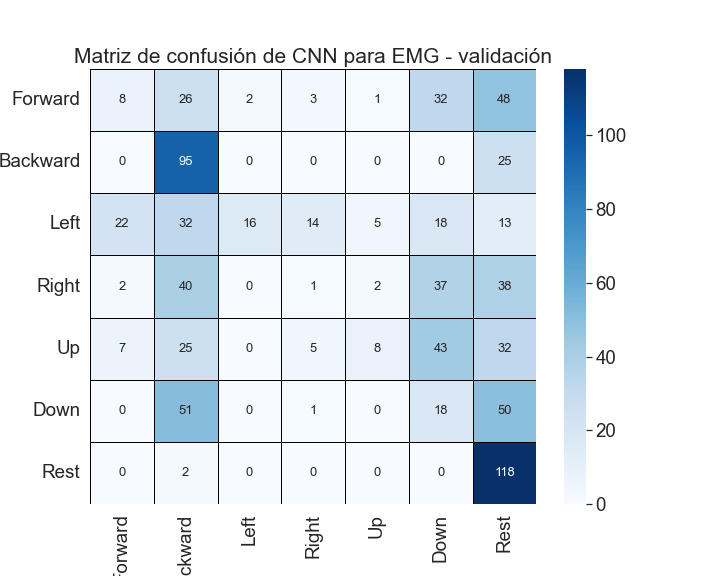 Matriz de confusión de CNN para EMG - validación
Forward 8 26 2 3 1 32 48
Backward 0 95 0 0 0 0 25
Left 22 32 16 14 5 18 13
Right 2 40 0 1 2 37 38
Up 7 25 0 5 8 43 32
Down 0 51 0 1 0 18 50
Rest 0 2 0 0 0 0 118
Forward ckward Left Right Up Down Rest
100
80
60
40
20
0